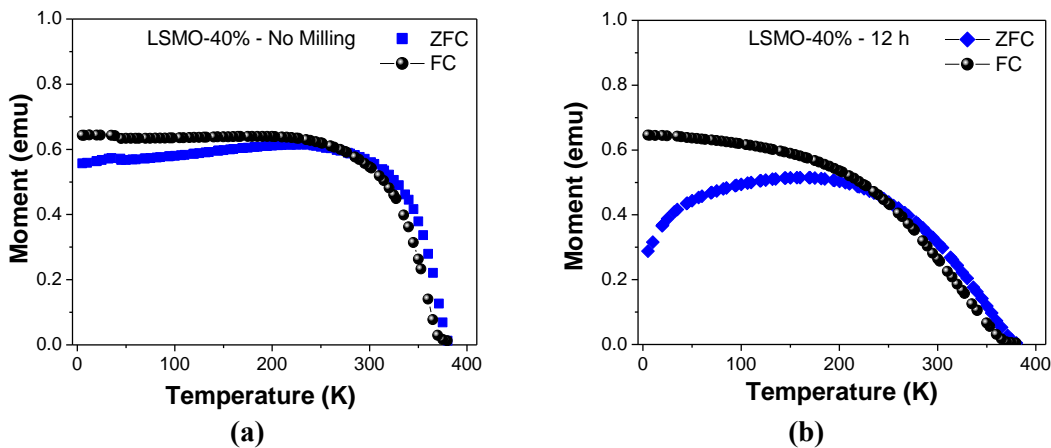 LSMO-40% - No Milling
ZFC
FC
1.0
0.8
0.6
0.4
0.2
0.0
Moment (emu)
0
100
200
300
400
Temperature (K)
(a)
LSMO-40% - 12 h
ZFC
FC
1.0
0.8
0.6
0.4
0.2
0.0
Moment (emu)
0
100
200
300
400
Temperature (K)
(b)